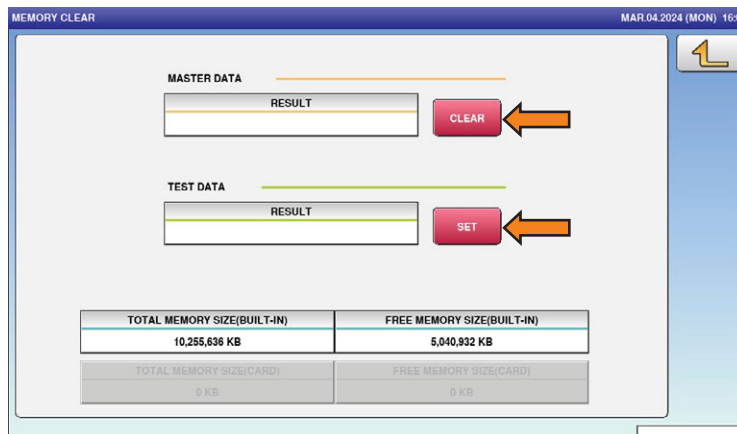 MEMORY CLEAR MAR.04.2024 (MON) 16:
MASTER DATA
RESULT
CLEAR
TEST DATA
RESULT
SET
TOTAL MEMORY SIZE(BUILT-IN) FREE MEMORY SIZE(BUILT-IN)
10,255,636 KB 5,040,932 KB
TOTAL MEMORY SIZE(CARD) FREE MEMORY SIZE(CARD)
0 KB 0 KB